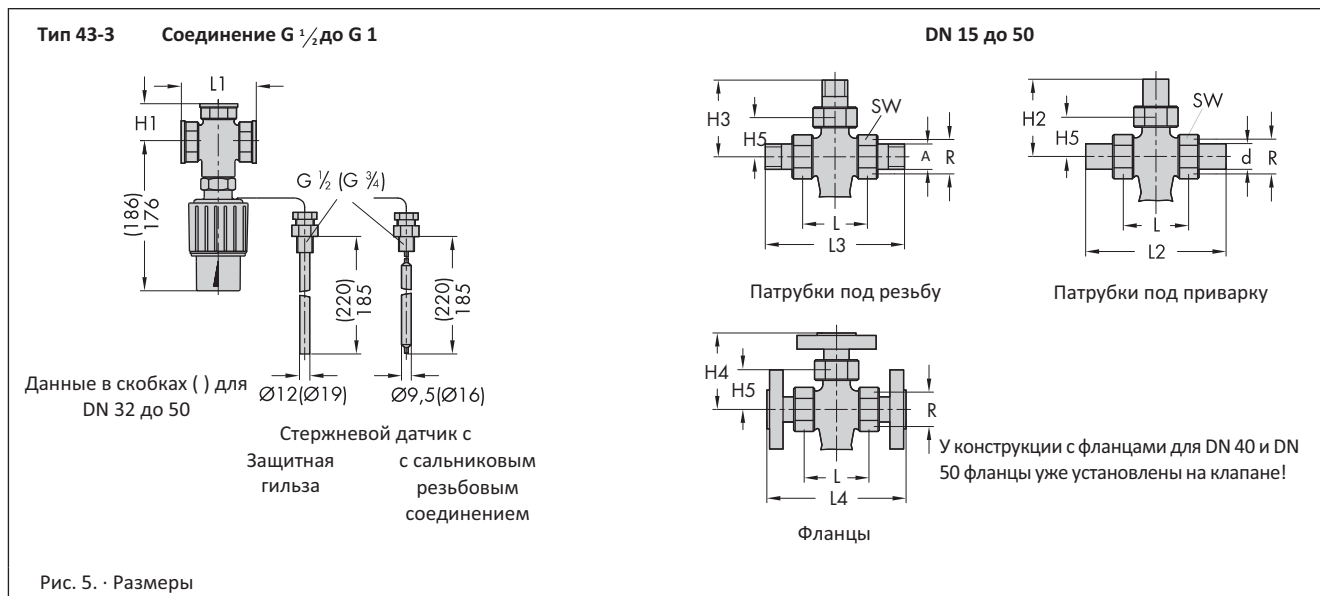 Тип 43-3 Соединение G ½ до G 1
DN 15 до 50
L1
H1
(186)
176
G ½ (G ¾)
(220)
185
(220)
185
Данные в скобках ( ) для
DN 32 до 50
Ø12(Ø19)
Ø9,5(Ø16)
Стержневой датчик с
Защитная
гильза
с сальниковым
резьбовым
соединением
H3
H5
SW
A
R
L
L3
Патрубки под резьбу
H2
H5
SW
d
R
L
L2
Патрубки под приварку
H4
H5
R
L
L4
Фланцы
У конструкции с фланцами для DN 40 и DN
50 фланцы уже установлены на клапане!
Рис. 5. · Размеры